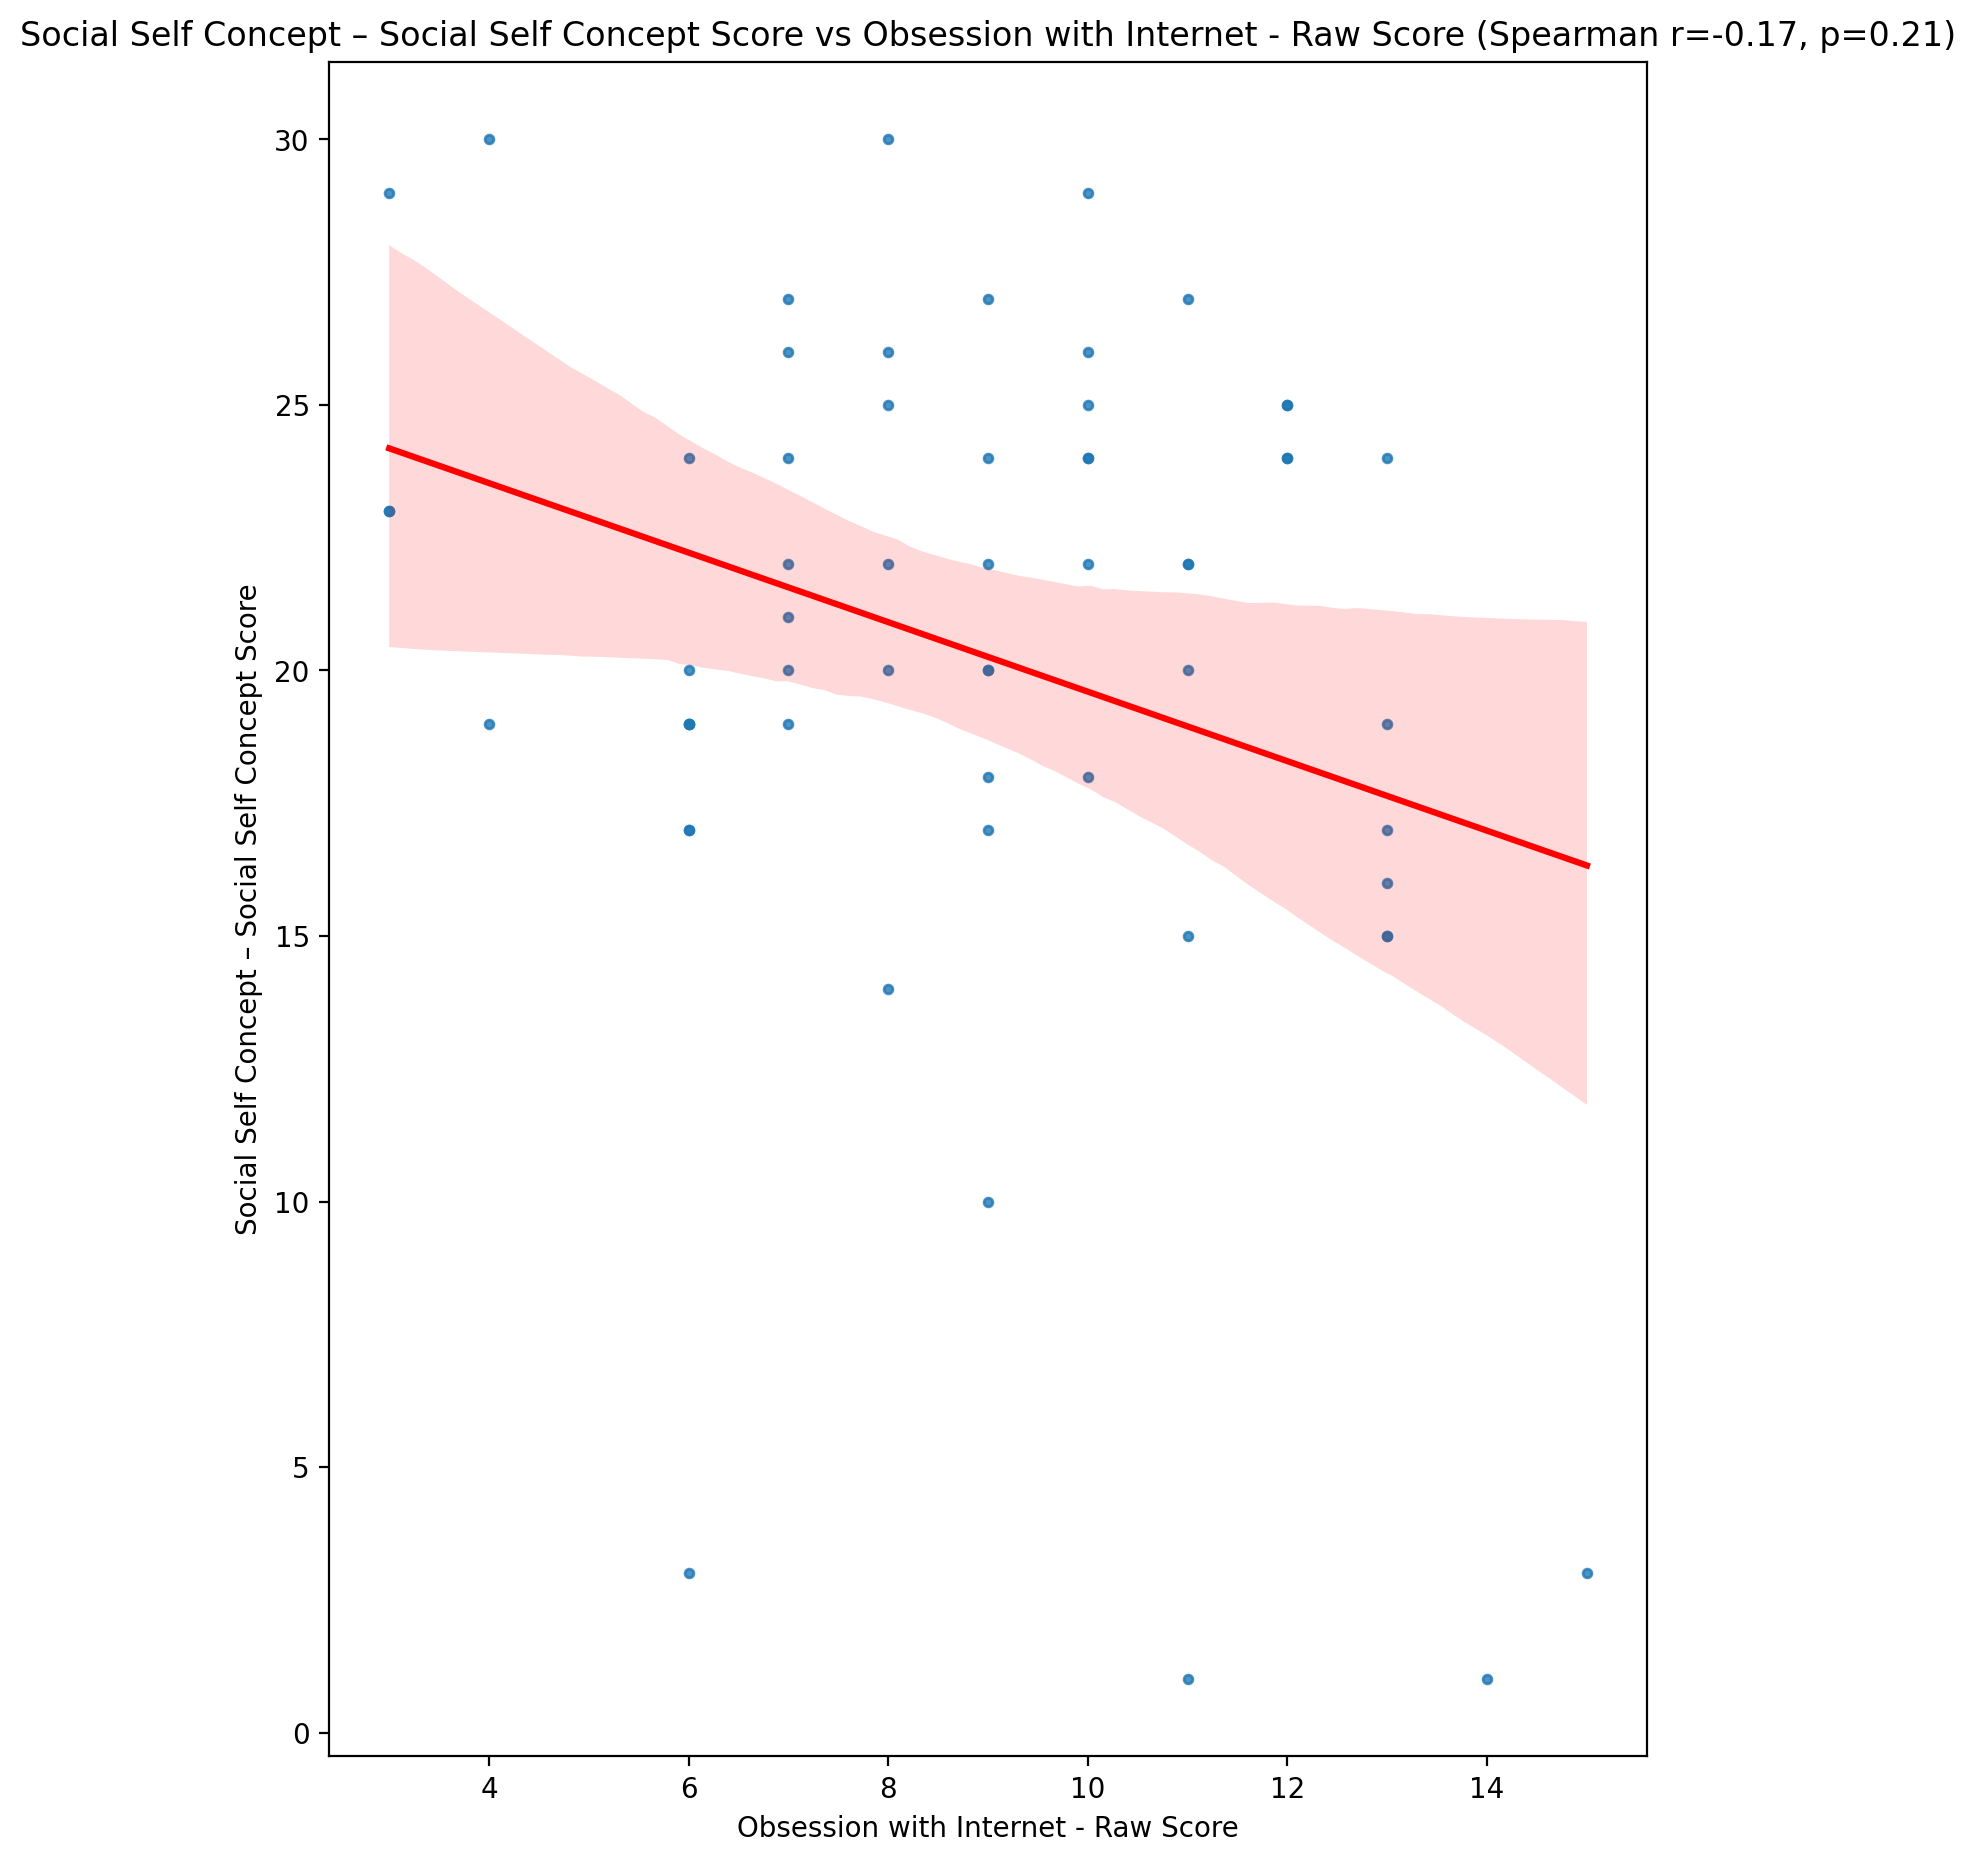 Social Self Concept – Social Self Concept Score vs Obsession with Internet - Raw Score (Spearman r=-0.17, p=0.21)
30
25
20
15
10
5
0
Social Self Concept – Social Self Concept Score
4 6 8 10 12 14
Obsession with Internet - Raw Score